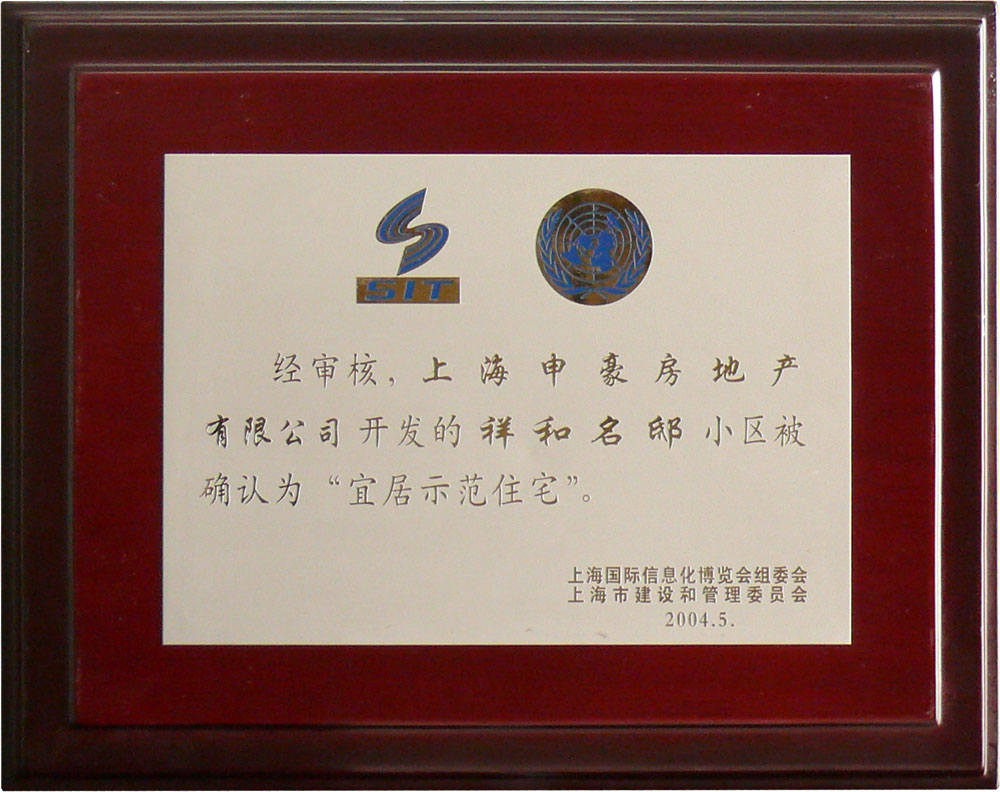 SIT
经审核，上海申豪房地产
有限公司开发的祥和名邸小区被
确认为“宜居示范住宅”。
上海国际信息化博览会组委会
上海市建设和管理委员会
2004.5.